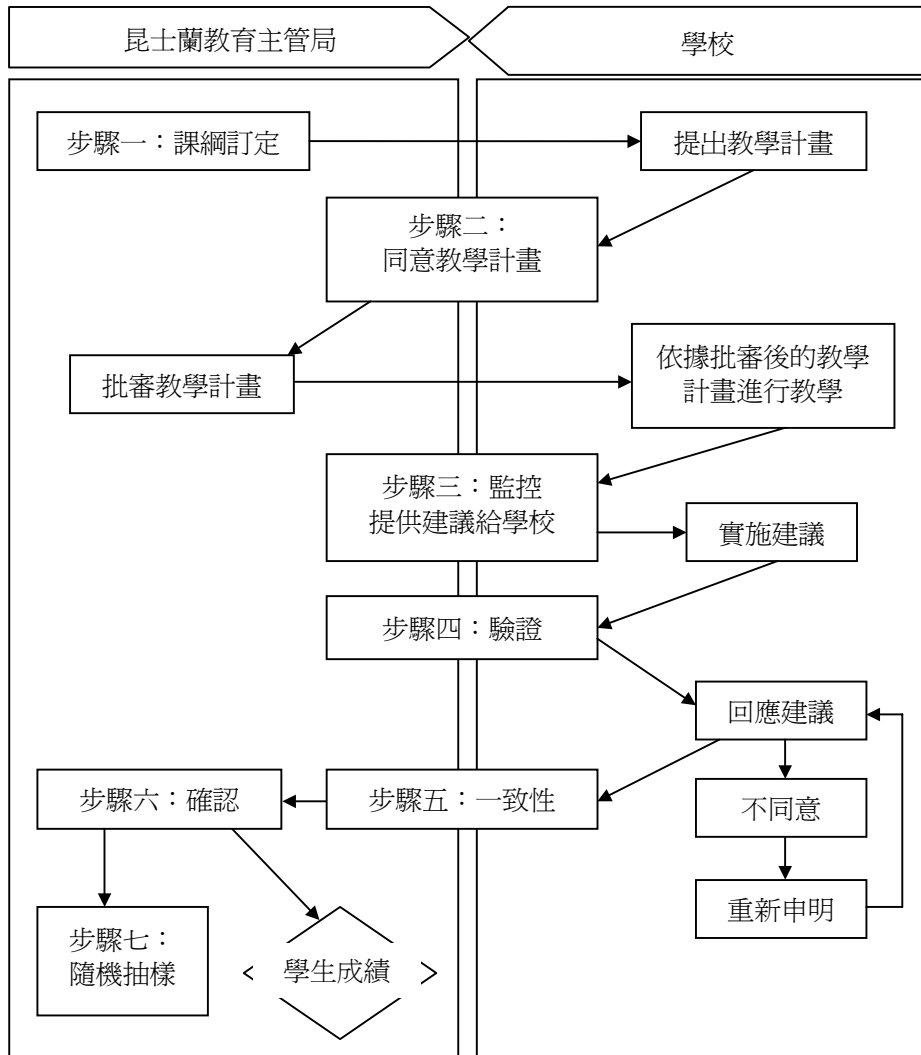 昆士蘭教育主管局
學校
步驟一：課綱訂定
提出教學計畫
步驟二：
同意教學計畫
批審教學計畫
依據批審後的教學
計畫進行教學
步驟三：監控
提供建議給學校
實施建議
步驟四：驗證
回應建議
步驟六：確認
步驟五：一致性
不同意
重新申明
步驟七：
隨機抽樣
學生成績